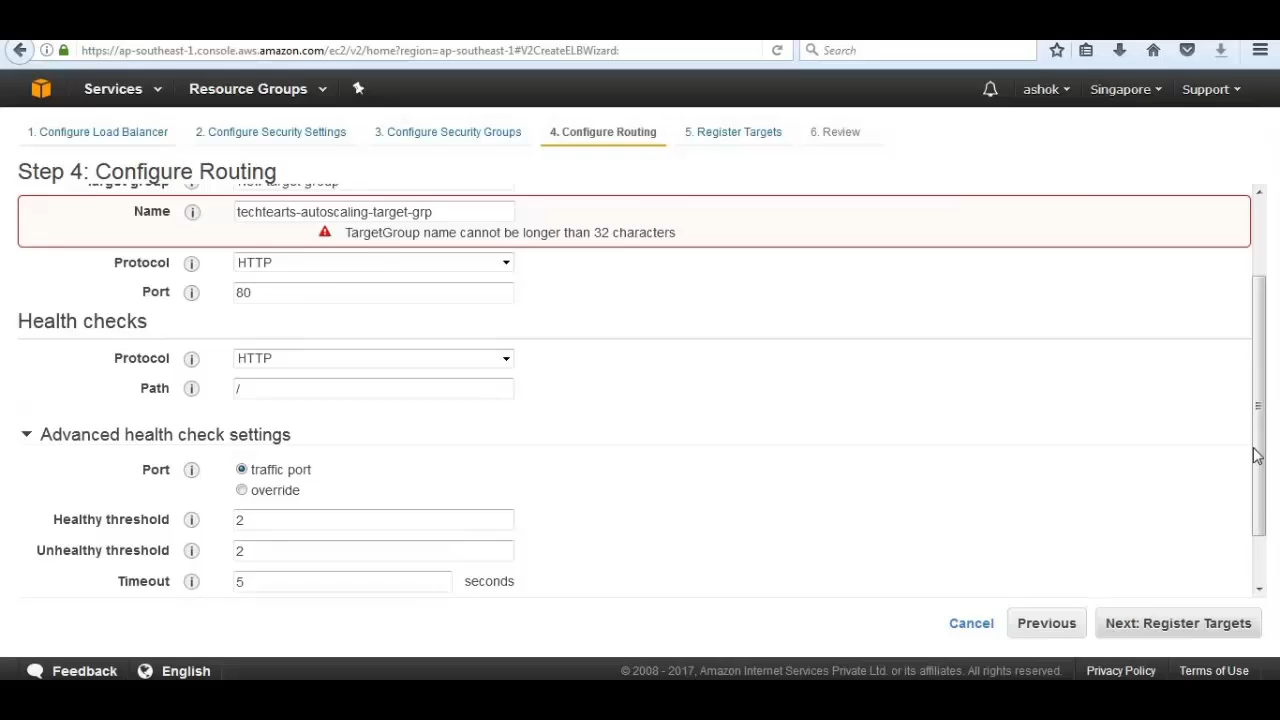 https://ap-southeast-1.console.aws.amazon.com/ec2/v2/home?region=ap-southeast-1#V2CreateELBWizard:
Search
Services
Resource Groups
ashok
Singapore
Support
1. Configure Load Balancer
2. Configure Security Settings
3. Configure Security Groups
4. Configure Routing
5. Register Targets
6. Review
Step 4: Configure Routing
Target group
New target group
Name
techtearts-autoscaling-target-grp
TargetGroup name cannot be longer than 32 characters
Protocol
HTTP
Port
80
Health checks
Protocol
HTTP
Path
/
Advanced health check settings
Port
traffic port
override
Healthy threshold
2
Unhealthy threshold
2
Timeout
5
seconds
Cancel
Previous
Next: Register Targets
Feedback
English
© 2008 - 2017, Amazon Internet Services Private Ltd. or its affiliates. All rights reserved.
Privacy Policy
Terms of Use